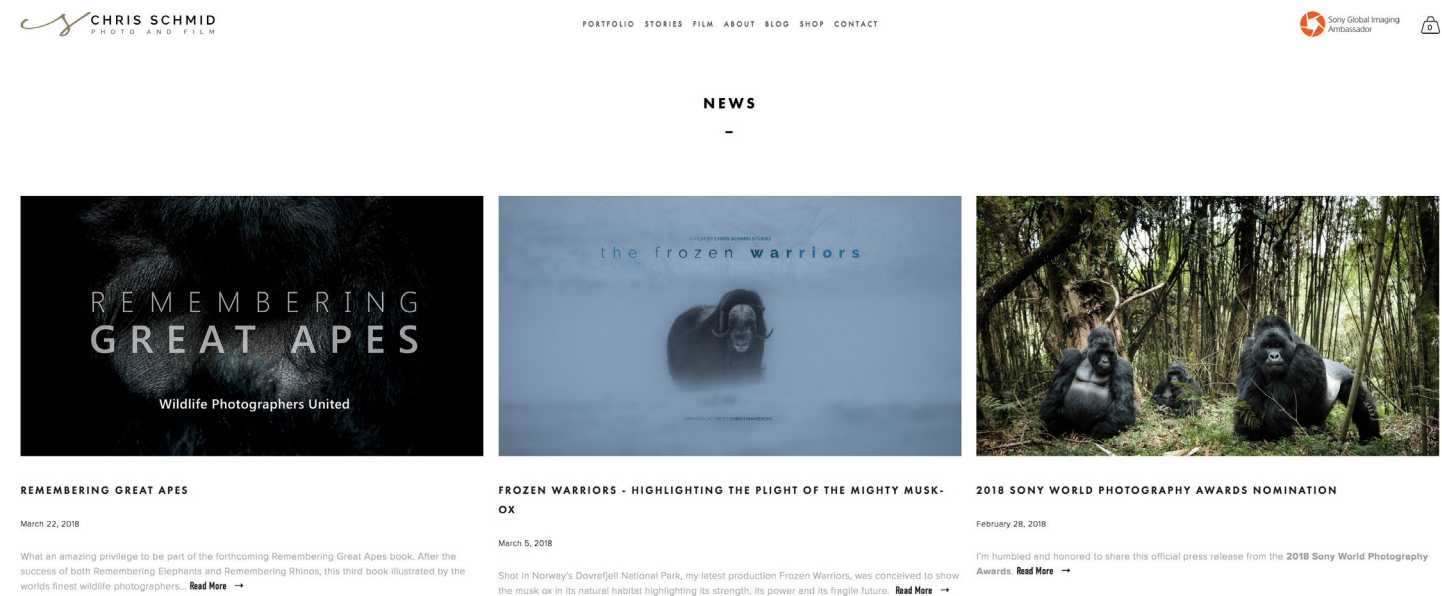 CHRIS SCHMID
PHOTO AND FILM
PORTFOLIO STORIES FILM ABOUT BLOG SHOP CONTACT
Sony Global Imaging
Ambassador
0
NEWS
–
REMEMBERING
GREAT APES
Wildlife Photographers United
A FILM BY CHRIS SCHMID STUDIO
the frozen warriors
REMEMBERING GREAT APES
March 22, 2018
What an amazing privilege to be part of the forthcoming Remembering Great Apes book. After the
success of both Remembering Elephants and Remembering Rhinos, this third book illustrated by the
worlds finest wildlife photographers... Read More →
FROZEN WARRIORS - HIGHLIGHTING THE PLIGHT OF THE MIGHTY MUSK-
OX
March 5, 2018
Shot in Norway's Dovrefjell National Park, my latest production Frozen Warriors, was conceived to show
the musk ox in its natural habitat highlighting its strength, its power and its fragile future. Read More →
2018 SONY WORLD PHOTOGRAPHY AWARDS NOMINATION
February 28, 2018
I'm humbled and honored to share this official press release from the 2018 Sony World Photography
Awards. Read More →